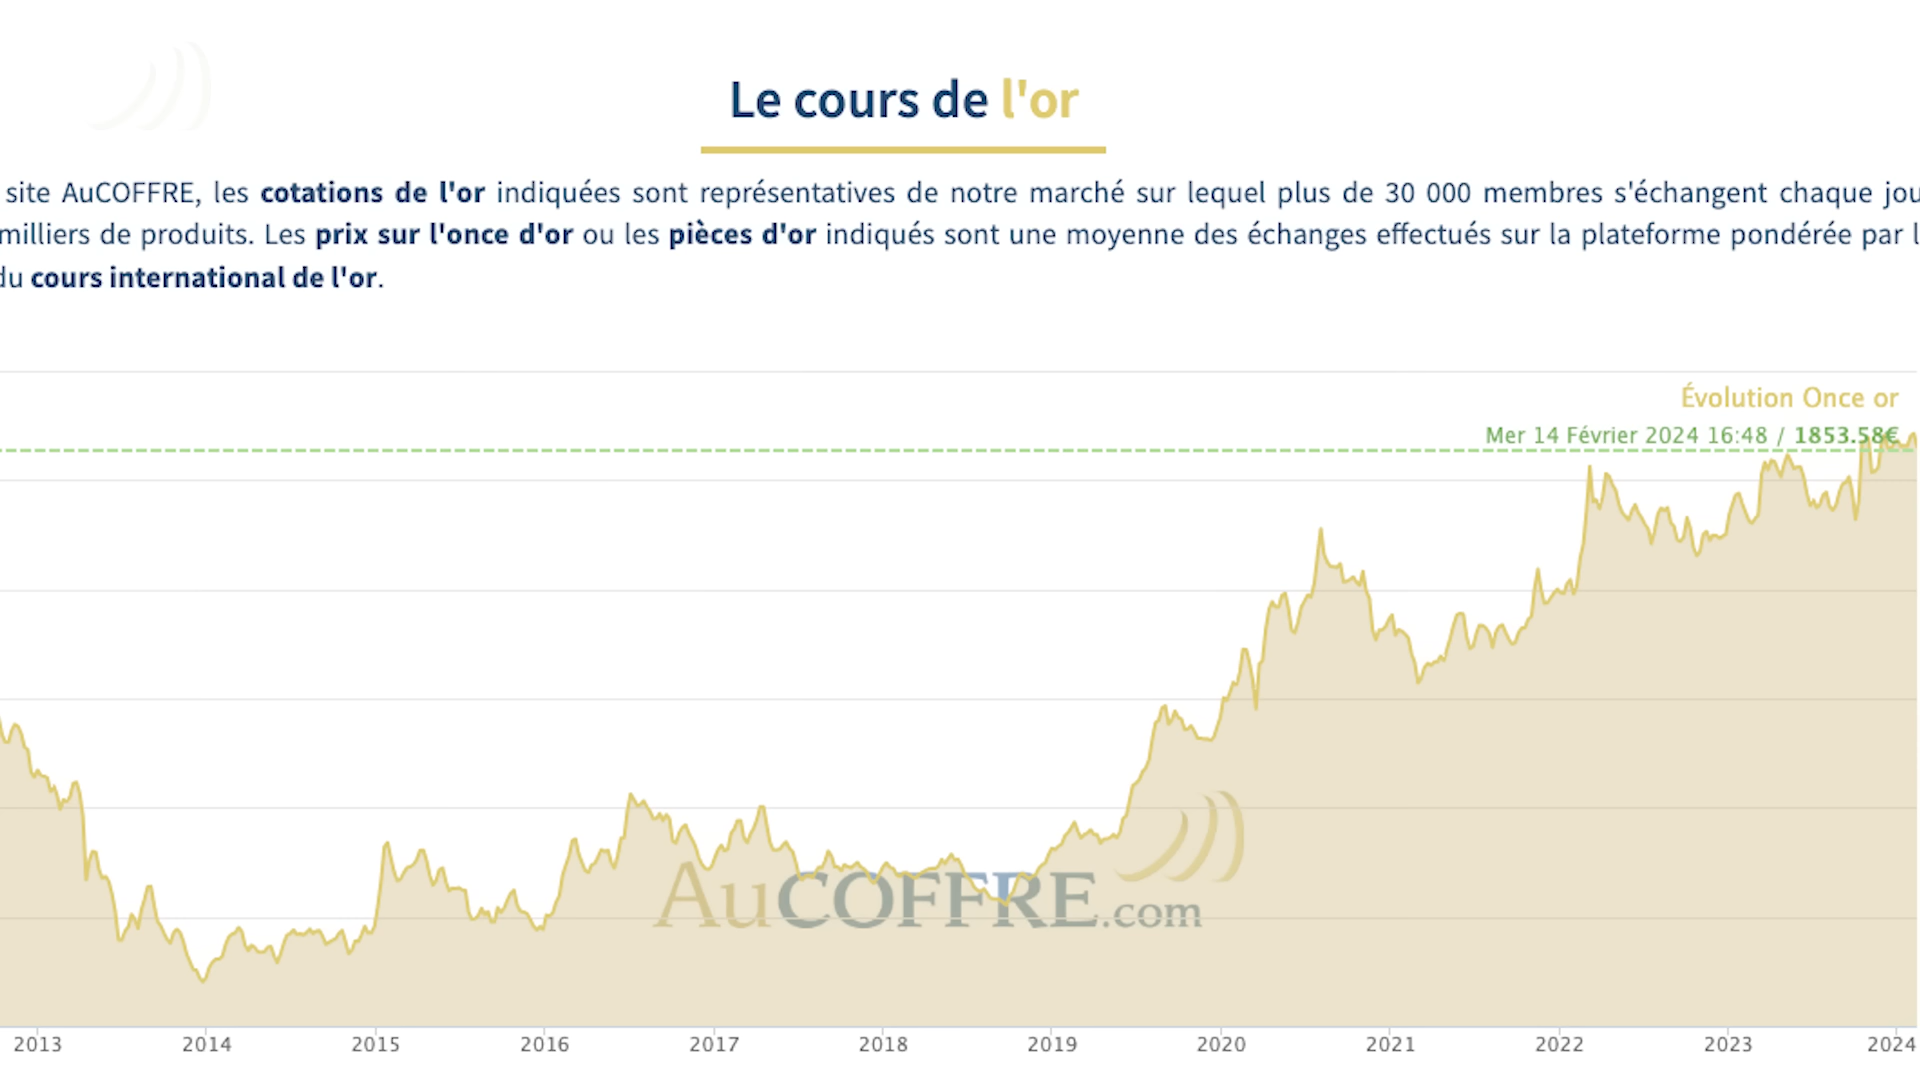 Le cours de l'or
site AuCOFFRE, les cotations de l'or indiquées sont représentatives de notre marché sur lequel plus de 30 000 membres s'échangent chaque jou
milliers de produits. Les prix sur l'once d'or ou les pièces d'or indiqués sont une moyenne des échanges effectués sur la plateforme pondérée par l
du cours international de l'or.
Évolution Once or
Mer 14 Février 2024 16:48 / 1853.58€
AuCOFFRE.com
2013 2014 2015 2016 2017 2018 2019 2020 2021 2022 2023 2024